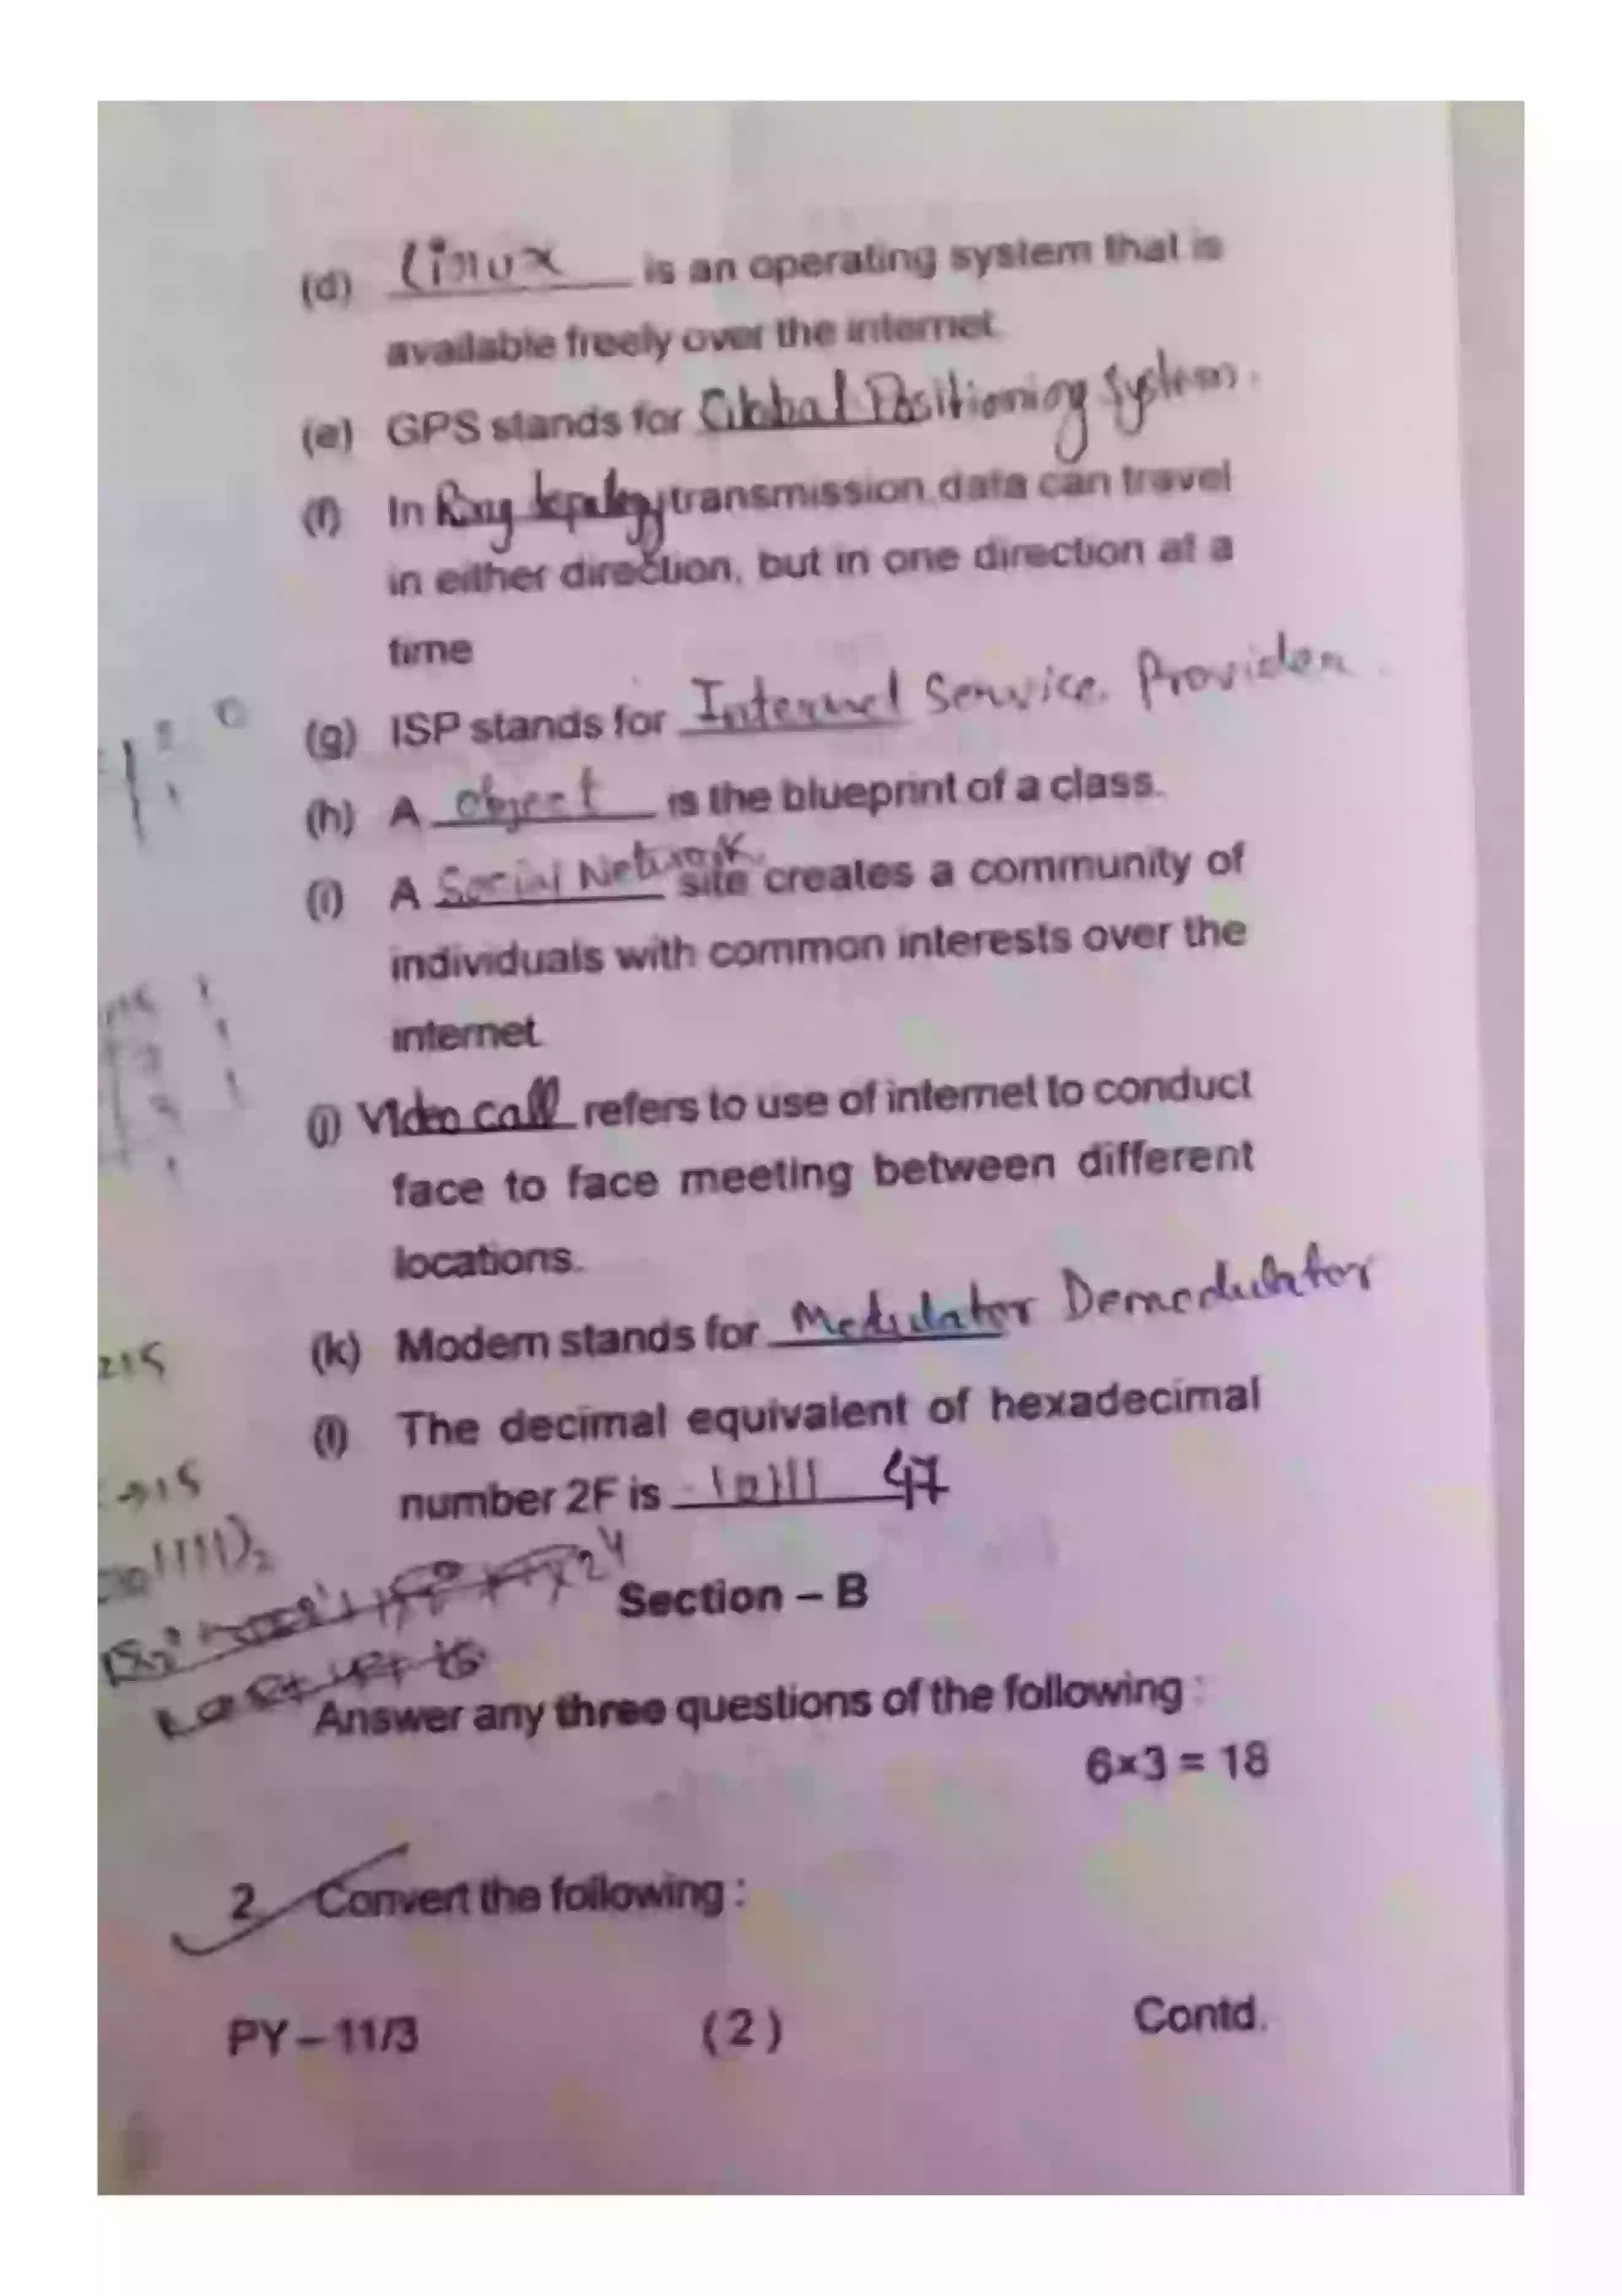 (d) Linux is an operating system that is
available freely over the internet.
(e) GPS stands for Global Positioning System.
(f) In Ring topology transmission, data can travel
in either direction, but in one direction at a
time
(g) ISP stands for Internet Service Provider
(h) A object is the blueprint of a class.
(i) A Social Network site creates a community of
individuals with common interests over the
internet.
(j) Video call refers to use of internet to conduct
face to face meeting between different
locations.
(k) Modem stands for Modulator Demodulator
215
(l) The decimal equivalent of hexadecimal
number 2F is 10111 47
→15
Section – B
Answer any three questions of the following :
6×3 = 18
2. Convert the following :
PY – 11/3 (2) Contd.